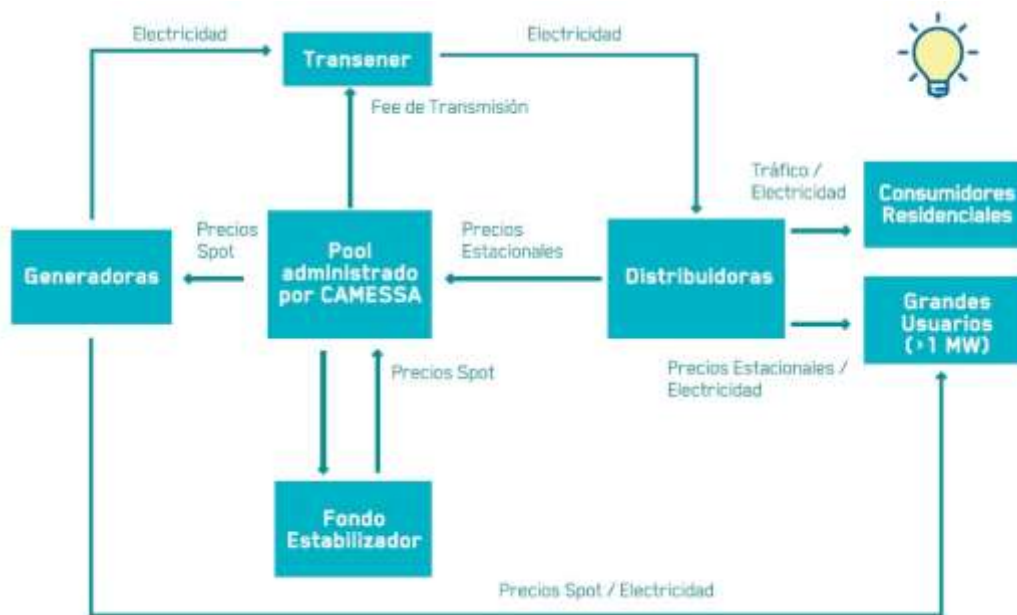 Electricidad
Electricidad
Transener
Fee de Transmisión
Tráfico /
Electricidad
Consumidores
Residenciales
Precios
Spot
Precios
Estacionales
Generadoras
Pool
administrado
por CAMESSA
Distribuidoras
Grandes
Usuarios
(>1 MW)
Precios Spot
Precios Estacionales /
Electricidad
Fondo
Estabilizador
Precios Spot / Electricidad